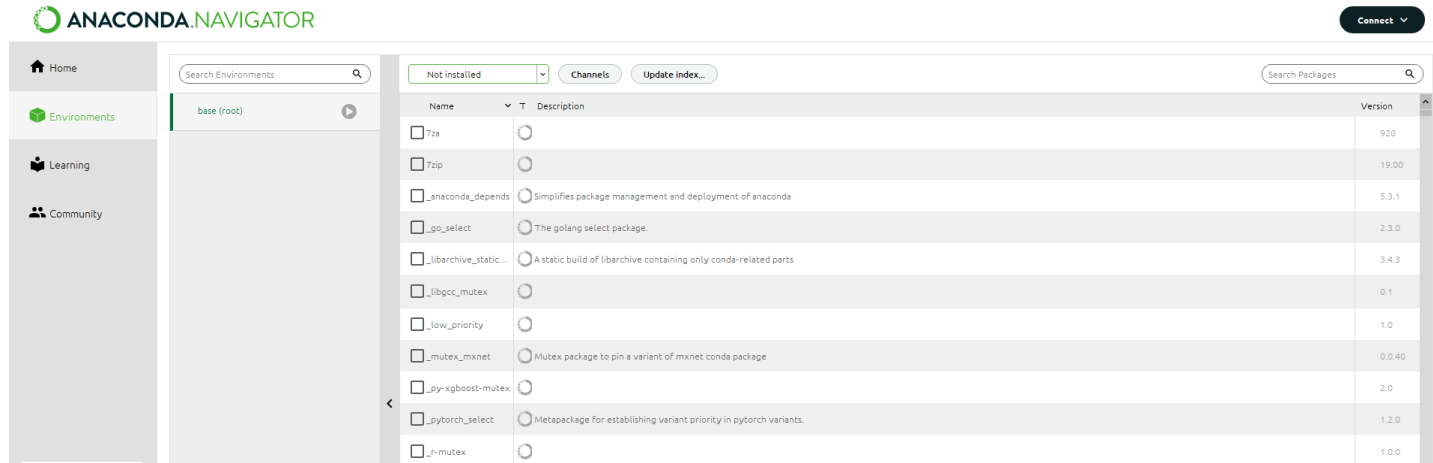 ANACONDA.NAVIGATOR
Connect
Home
Environments
Learning
Community
Search Environments
base (root)
Not installed
Channels
Update index...
Search Packages
Name T Description Version
7za 920
7zip 19.00
_anaconda_depends Simplifies package management and deployment of anaconda 5.3.1
_go_select The golang select package. 2.3.0
_libarchive_static... A static build of libarchive containing only conda-related parts 3.4.3
_libgcc_mutex 0.1
_low_priority 1.0
_mutex_mxnet Mutex package to pin a variant of mxnet conda package 0.0.40
_py-xgboost-mutex 2.0
_pytorch_select Metapackage for establishing variant priority in pytorch variants. 1.2.0
_r-mutex 1.0.0